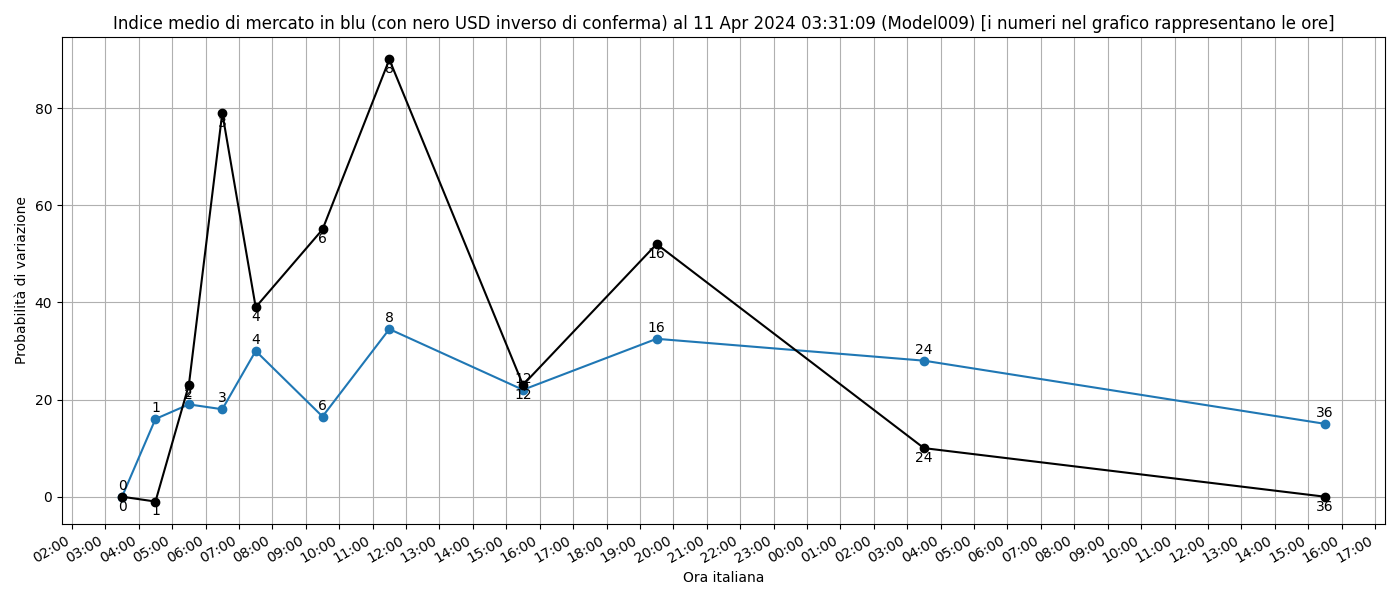 Indice medio di mercato in blu (con nero USD inverso di conferma) al 11 Apr 2024 03:31:09 (Model009) [i numeri nel grafico rappresentano le ore]
Probabilità di variazione
80
60
40
20
0
0 1 2 3 4 6 8 12 16 24 36
0 1 2 3 4 6 8 12 16 24 36
02:00 03:00 04:00 05:00 06:00 07:00 08:00 09:00 10:00 11:00 12:00 13:00 14:00 15:00 16:00 17:00 18:00 19:00 20:00 21:00 22:00 23:00 00:00 01:00 02:00 03:00 04:00 05:00 06:00 07:00 08:00 09:00 10:00 11:00 12:00 13:00 14:00 15:00 16:00 17:00
Ora italiana